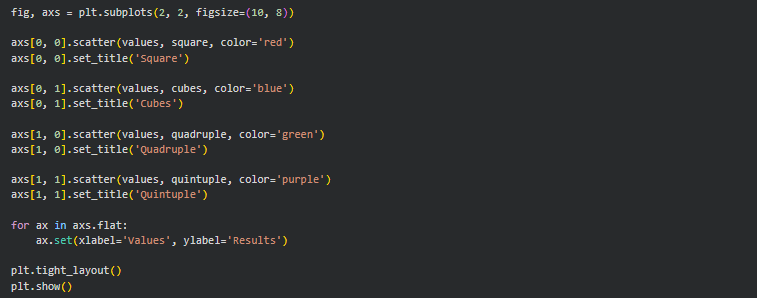 fig, axs = plt.subplots(2, 2, figsize=(10, 8))
axs[0, 0].scatter(values, square, color='red')
axs[0, 0].set_title('Square')
axs[0, 1].scatter(values, cubes, color='blue')
axs[0, 1].set_title('Cubes')
axs[1, 0].scatter(values, quadruple, color='green')
axs[1, 0].set_title('Quadruple')
axs[1, 1].scatter(values, quintuple, color='purple')
axs[1, 1].set_title('Quintuple')
for ax in axs.flat:
    ax.set(xlabel='Values', ylabel='Results')
plt.tight_layout()
plt.show()